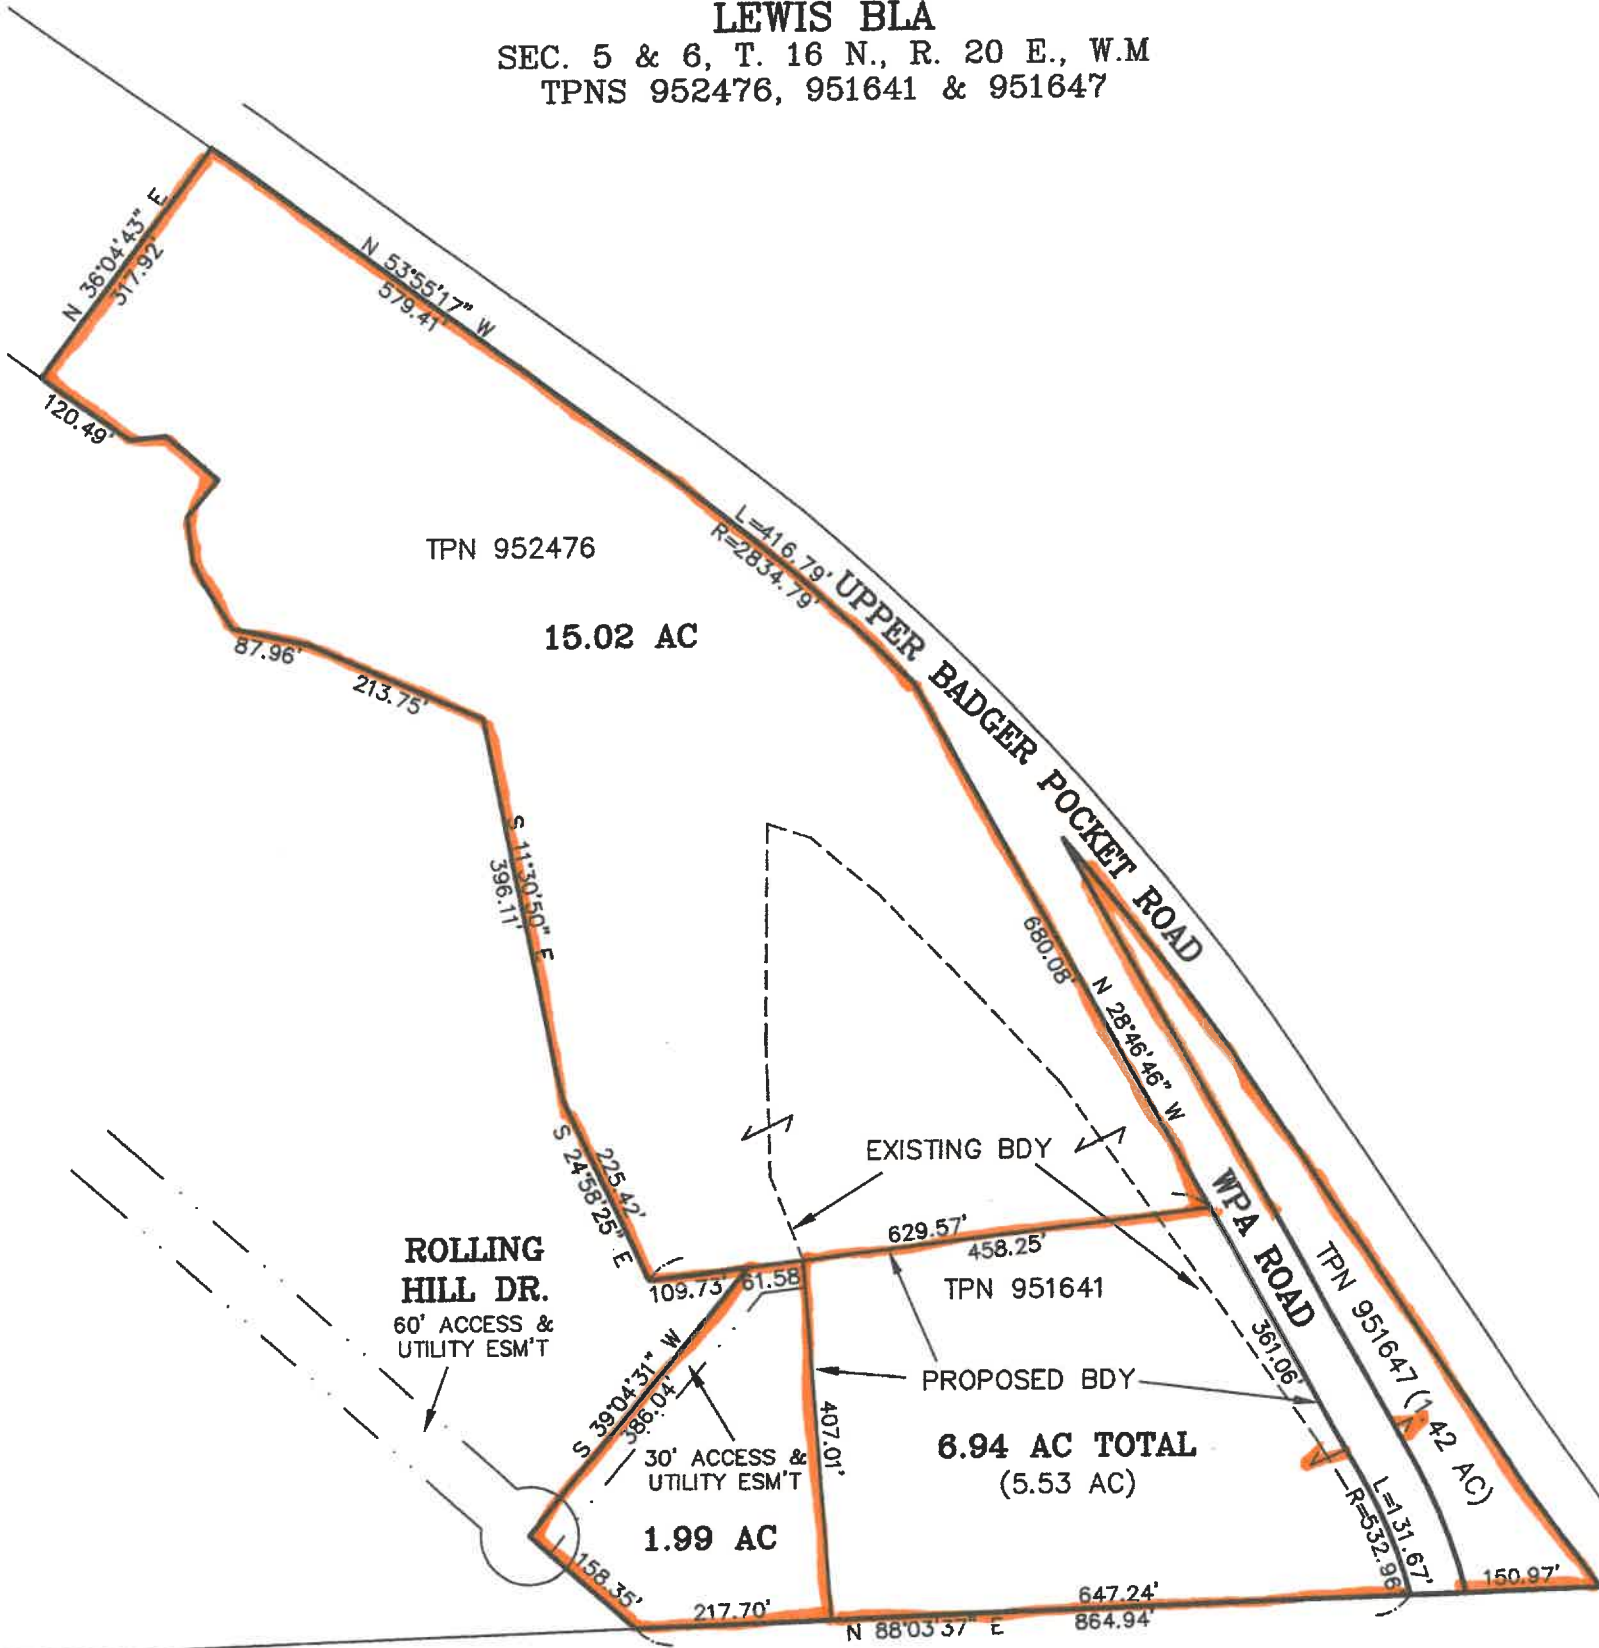 LEWIS BLA
SEC. 5 & 6, T. 16 N., R. 20 E., W.M
TPNS 952476, 951641 & 951647
N 36°04'43" E
317.92'
N 53°55'17" W
579.41'
120.49'
L=416.79'
R=2834.79'
UPPER BADGER POCKET ROAD
TPN 952476
15.02 AC
87.96'
213.75'
S 11°30'50" E
396.11'
680.08'
N 28°46'46" W
225.42'
S 24°58'25" E
EXISTING BDY
WPA ROAD
629.57'
458.25'
109.73'
61.58'
TPN 951641
TPN 951647 (1.42 AC)
ROLLING
HILL DR.
60' ACCESS &
UTILITY ESM'T
361.06'
PROPOSED BDY
S 39°04'31" W
386.04'
407.01'
30' ACCESS &
UTILITY ESM'T
6.94 AC TOTAL
(5.53 AC)
1.99 AC
L=131.67'
R=532.96'
158.35'
217.70'
647.24'
150.97'
N 88°03'37" E
864.94'